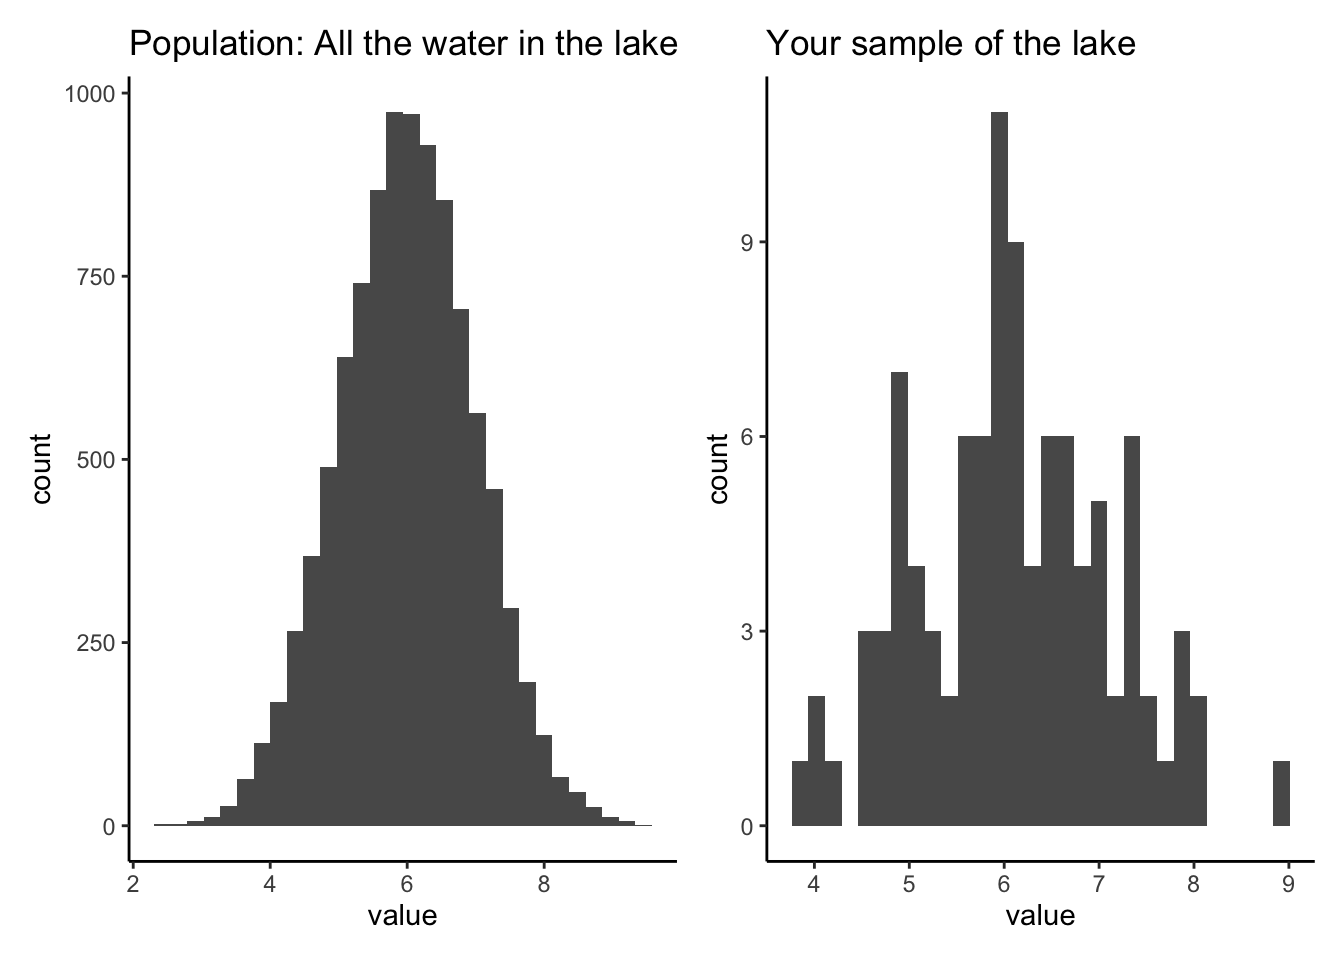 Population: All the water in the lake
1000
750
500
250
0
count
2 4 6 8
value
Your sample of the lake
9
6
3
0
count
4 5 6 7 8 9
value